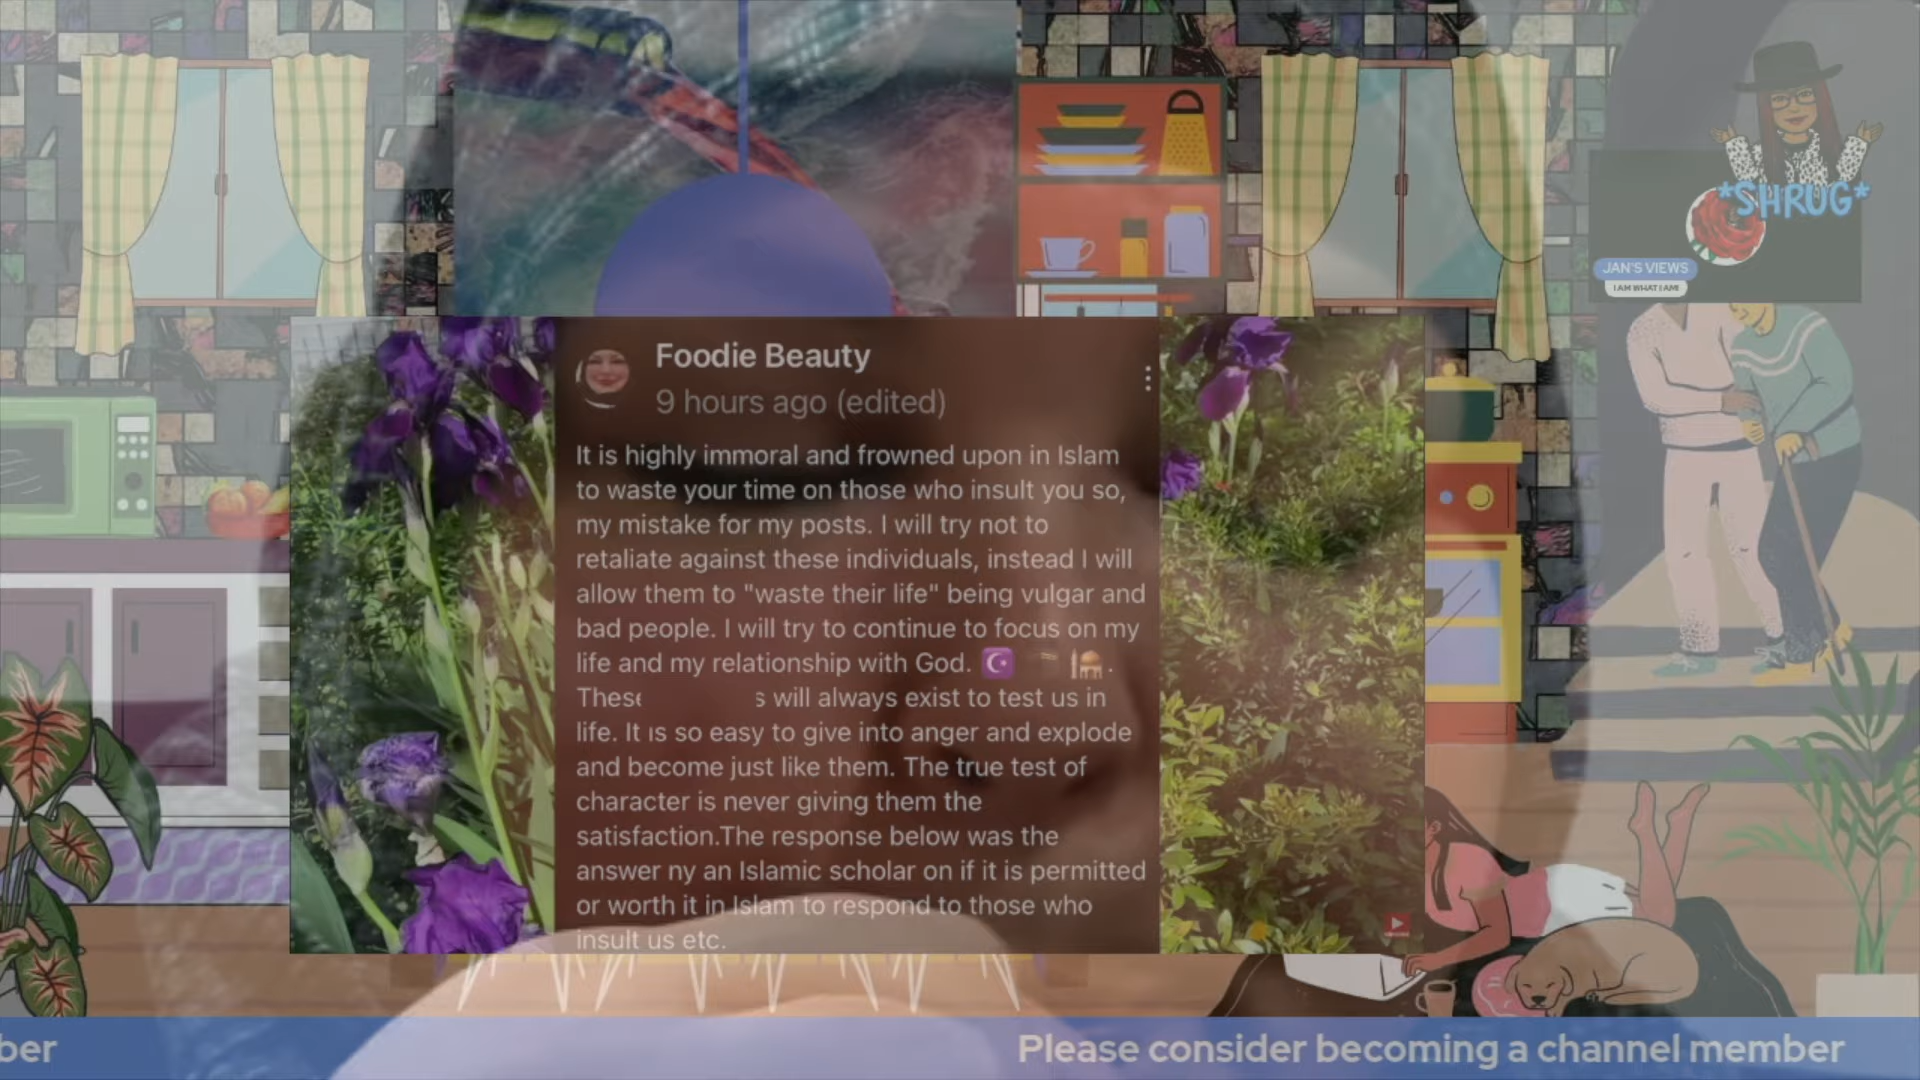 *SHRUG*
JAN'S VIEWS
I AM WHAT I AM!
Foodie Beauty
9 hours ago (edited)
It is highly immoral and frowned upon in Islam
to waste your time on those who insult you so,
my mistake for my posts. I will try not to
retaliate against these individuals, instead I will
allow them to "waste their life" being vulgar and
bad people. I will try to continue to focus on my
life and my relationship with God. ☪️ 🕌.
These s will always exist to test us in
life. It is so easy to give into anger and explode
and become just like them. The true test of
character is never giving them the
satisfaction.The response below was the
answer ny an Islamic scholar on if it is permitted
or worth it in Islam to respond to those who
insult us etc.
ber Please consider becoming a channel member